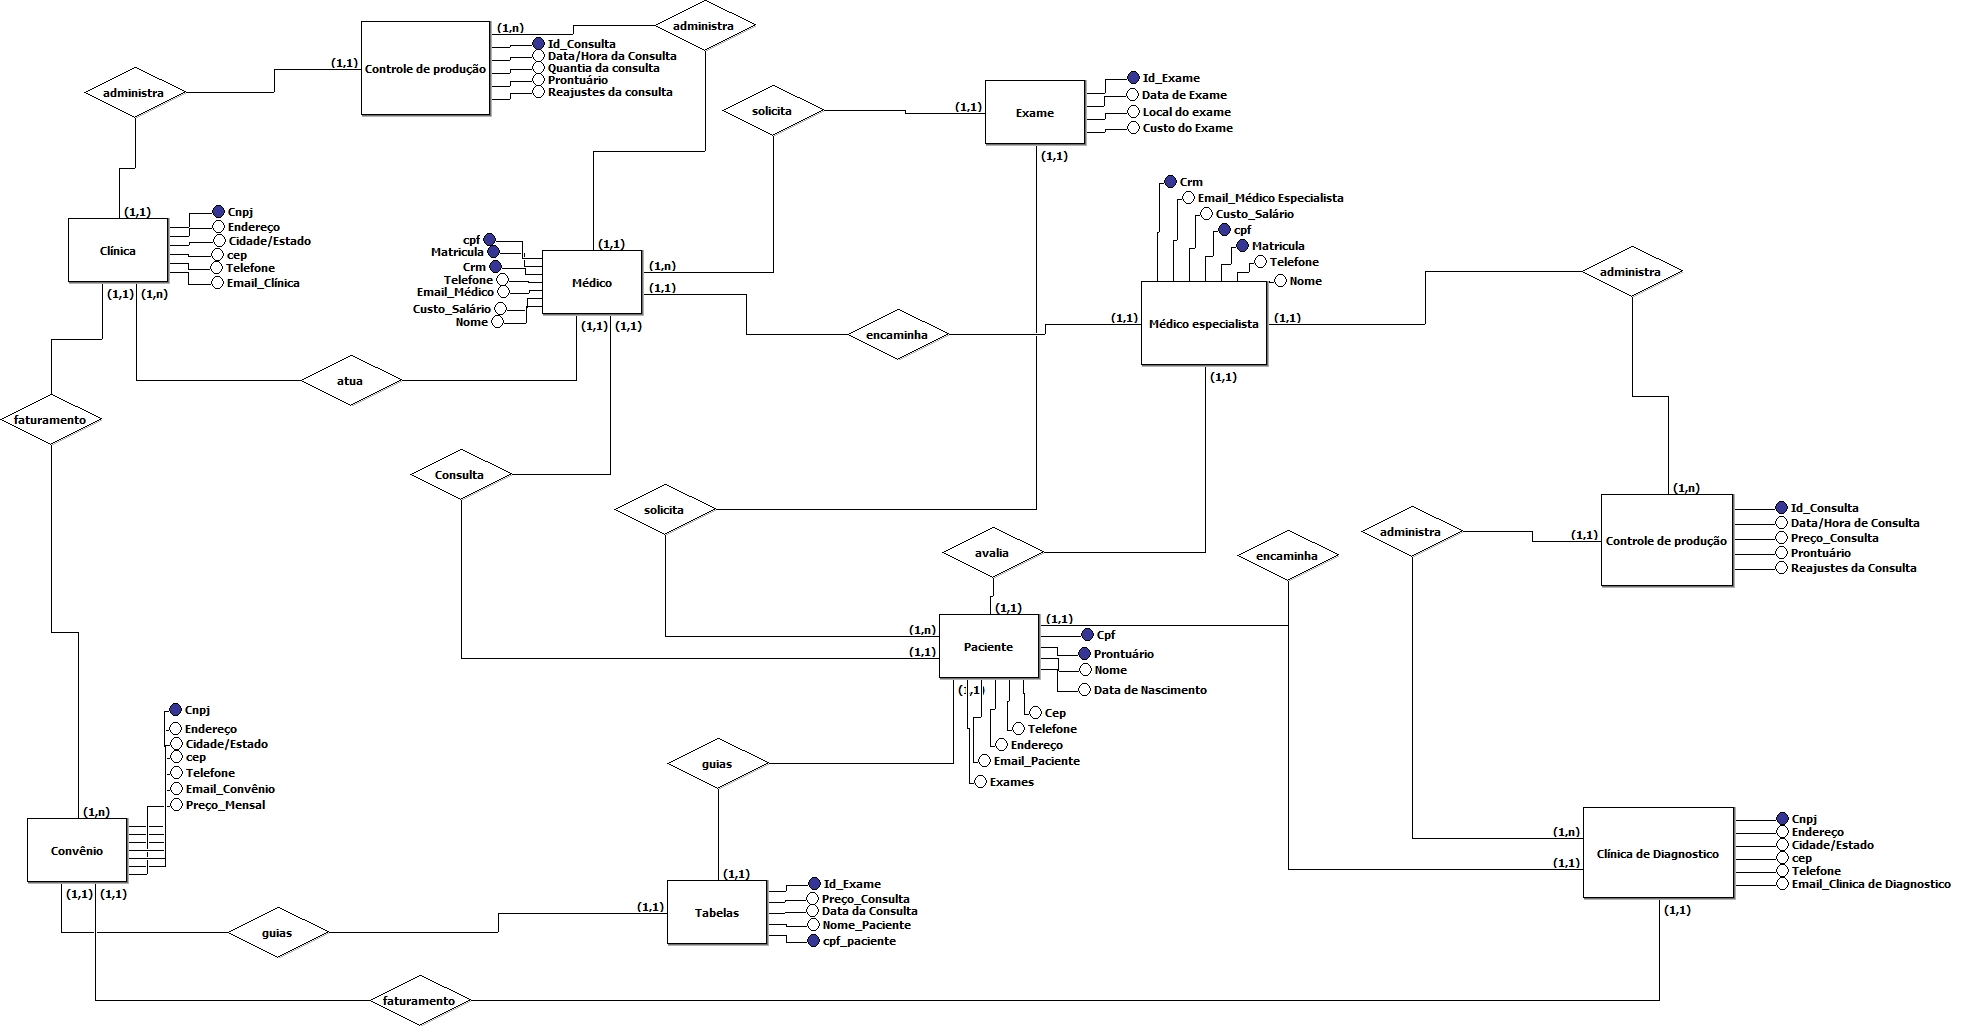 administra
(1,n)
Controle de produção
Id_Consulta
Data/Hora da Consulta
Quantia da consulta
Prontuário
Reajustes da consulta
(1,1)
administra
solicita
(1,1)
Exame
Id_Exame
Data de Exame
Local do exame
Custo do Exame
(1,1)
Crm
Email_Médico Especialista
Custo_Salário
cpf
Matricula
Telefone
Nome
(1,1)
Clínica
Cnpj
Endereço
Cidade/Estado
cep
Telefone
Email_Clínica
(1,1)
(1,n)
cpf
Matricula
Crm
Telefone
Email_Médico
Custo_Salário
Nome
(1,1)
Médico
(1,n)
(1,1)
(1,1)
(1,1)
encaminha
(1,1)
Médico especialista
(1,1)
(1,1)
administra
atua
faturamento
Consulta
solicita
avalia
encaminha
administra
(1,n)
(1,1)
Controle de produção
Id_Consulta
Data/Hora de Consulta
Preço_Consulta
Prontuário
Reajustes da Consulta
(1,1)
(1,1)
(1,n)
(1,1)
Paciente
Cpf
Prontuário
Nome
Data de Nascimento
(1,1)
Cep
Telefone
Endereço
Email_Paciente
Exames
Cnpj
Endereço
Cidade/Estado
cep
Telefone
Email_Convênio
Preço_Mensal
(1,n)
Convênio
(1,1)
(1,1)
guias
(1,1)
(1,1)
Tabelas
Id_Exame
Preço_Consulta
Data da Consulta
Nome_Paciente
cpf_paciente
guias
faturamento
(1,n)
(1,1)
Clínica de Diagnostico
Cnpj
Endereço
Cidade/Estado
cep
Telefone
Email_Clinica de Diagnostico
(1,1)